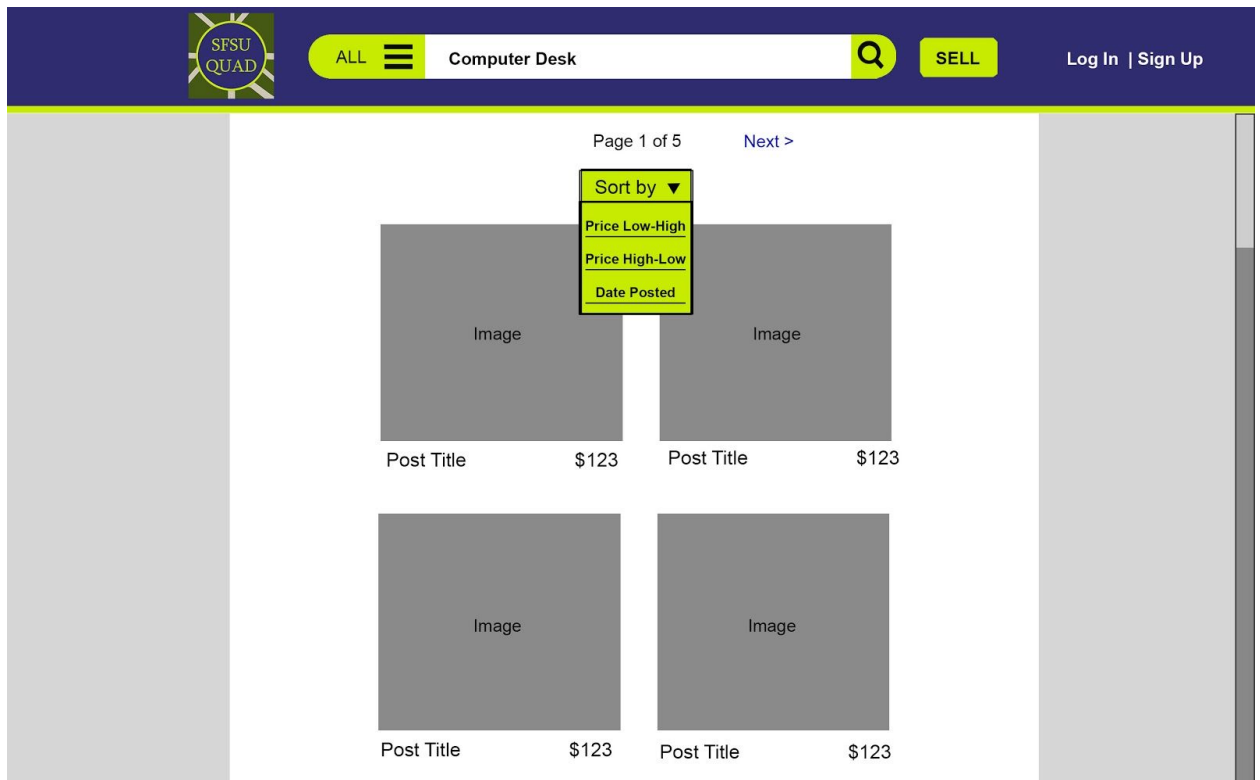 SFSU
QUAD
ALL
Computer Desk
SELL
Log In | Sign Up
Page 1 of 5 Next >
Sort by ▼
Price Low-High
Price High-Low
Date Posted
Image Image
Post Title $123 Post Title $123
Image Image
Post Title $123 Post Title $123